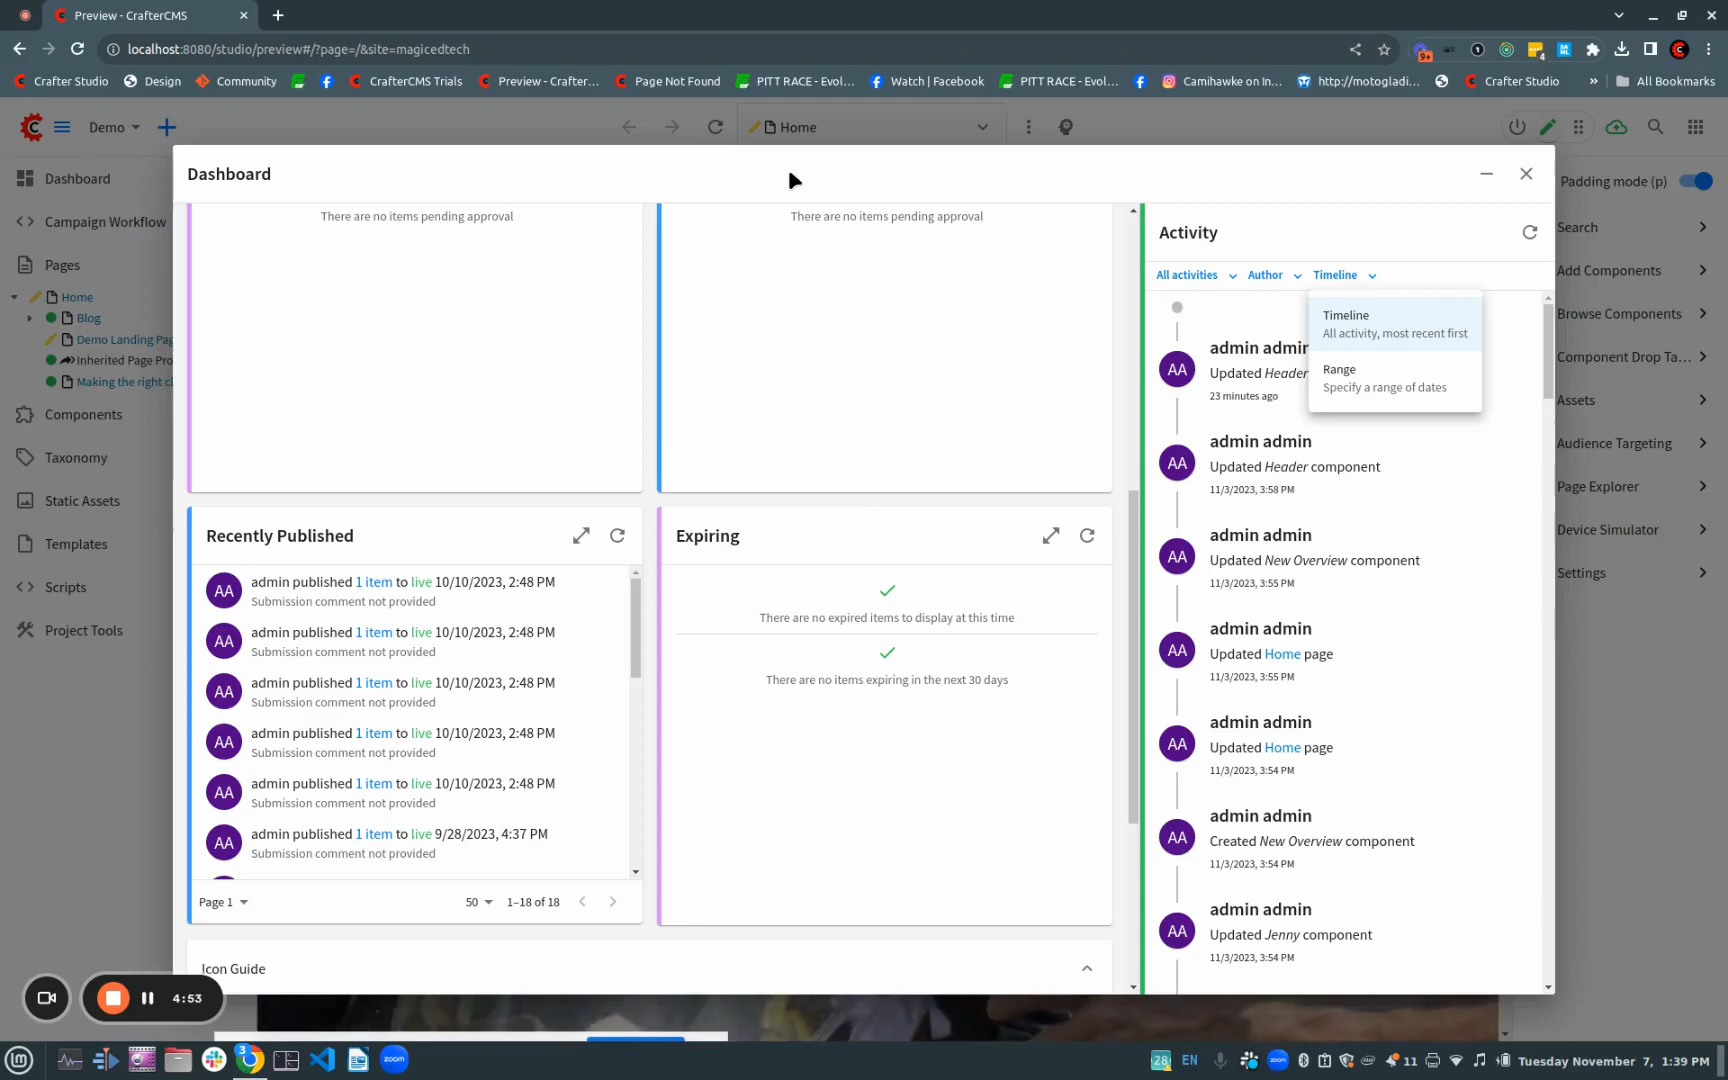 Preview - CrafterCMS
localhost:8080/studio/preview#/?page=/&site=magicedtech
Crafter Studio
Design
Community
CrafterCMS Trials
Preview - Crafter...
Page Not Found
PITT RACE - Evol...
Watch | Facebook
PITT RACE - Evol...
Camihawke on In...
http://motogladi...
Crafter Studio
»
All Bookmarks
Demo
Home
Dashboard
Campaign Workflow
Pages
Home
Blog
Demo Landing Pag
Inherited Page Pro
Making the right cl
Components
Taxonomy
Static Assets
Templates
Scripts
Project Tools
Dashboard
There are no items pending approval
There are no items pending approval
Recently Published
AA
admin published 1 item to live 10/10/2023, 2:48 PM
Submission comment not provided
AA
admin published 1 item to live 10/10/2023, 2:48 PM
Submission comment not provided
AA
admin published 1 item to live 10/10/2023, 2:48 PM
Submission comment not provided
AA
admin published 1 item to live 10/10/2023, 2:48 PM
Submission comment not provided
AA
admin published 1 item to live 10/10/2023, 2:48 PM
Submission comment not provided
AA
admin published 1 item to live 9/28/2023, 4:37 PM
Submission comment not provided
Page 1
50
1–18 of 18
Expiring
There are no expired items to display at this time
There are no items expiring in the next 30 days
Icon Guide
Activity
All activities
Author
Timeline
Timeline
All activity, most recent first
Range
Specify a range of dates
AA
admin admin
Updated Header
23 minutes ago
AA
admin admin
Updated Header component
11/3/2023, 3:58 PM
AA
admin admin
Updated New Overview component
11/3/2023, 3:55 PM
AA
admin admin
Updated Home page
11/3/2023, 3:55 PM
AA
admin admin
Updated Home page
11/3/2023, 3:54 PM
AA
admin admin
Created New Overview component
11/3/2023, 3:54 PM
AA
admin admin
Updated Jenny component
11/3/2023, 3:54 PM
Padding mode (p)
Search
Add Components
Browse Components
Component Drop Ta...
Assets
Audience Targeting
Page Explorer
Device Simulator
Settings
4:53
3
zoom
28
EN
zoom
11
Tuesday November 7, 1:39 PM